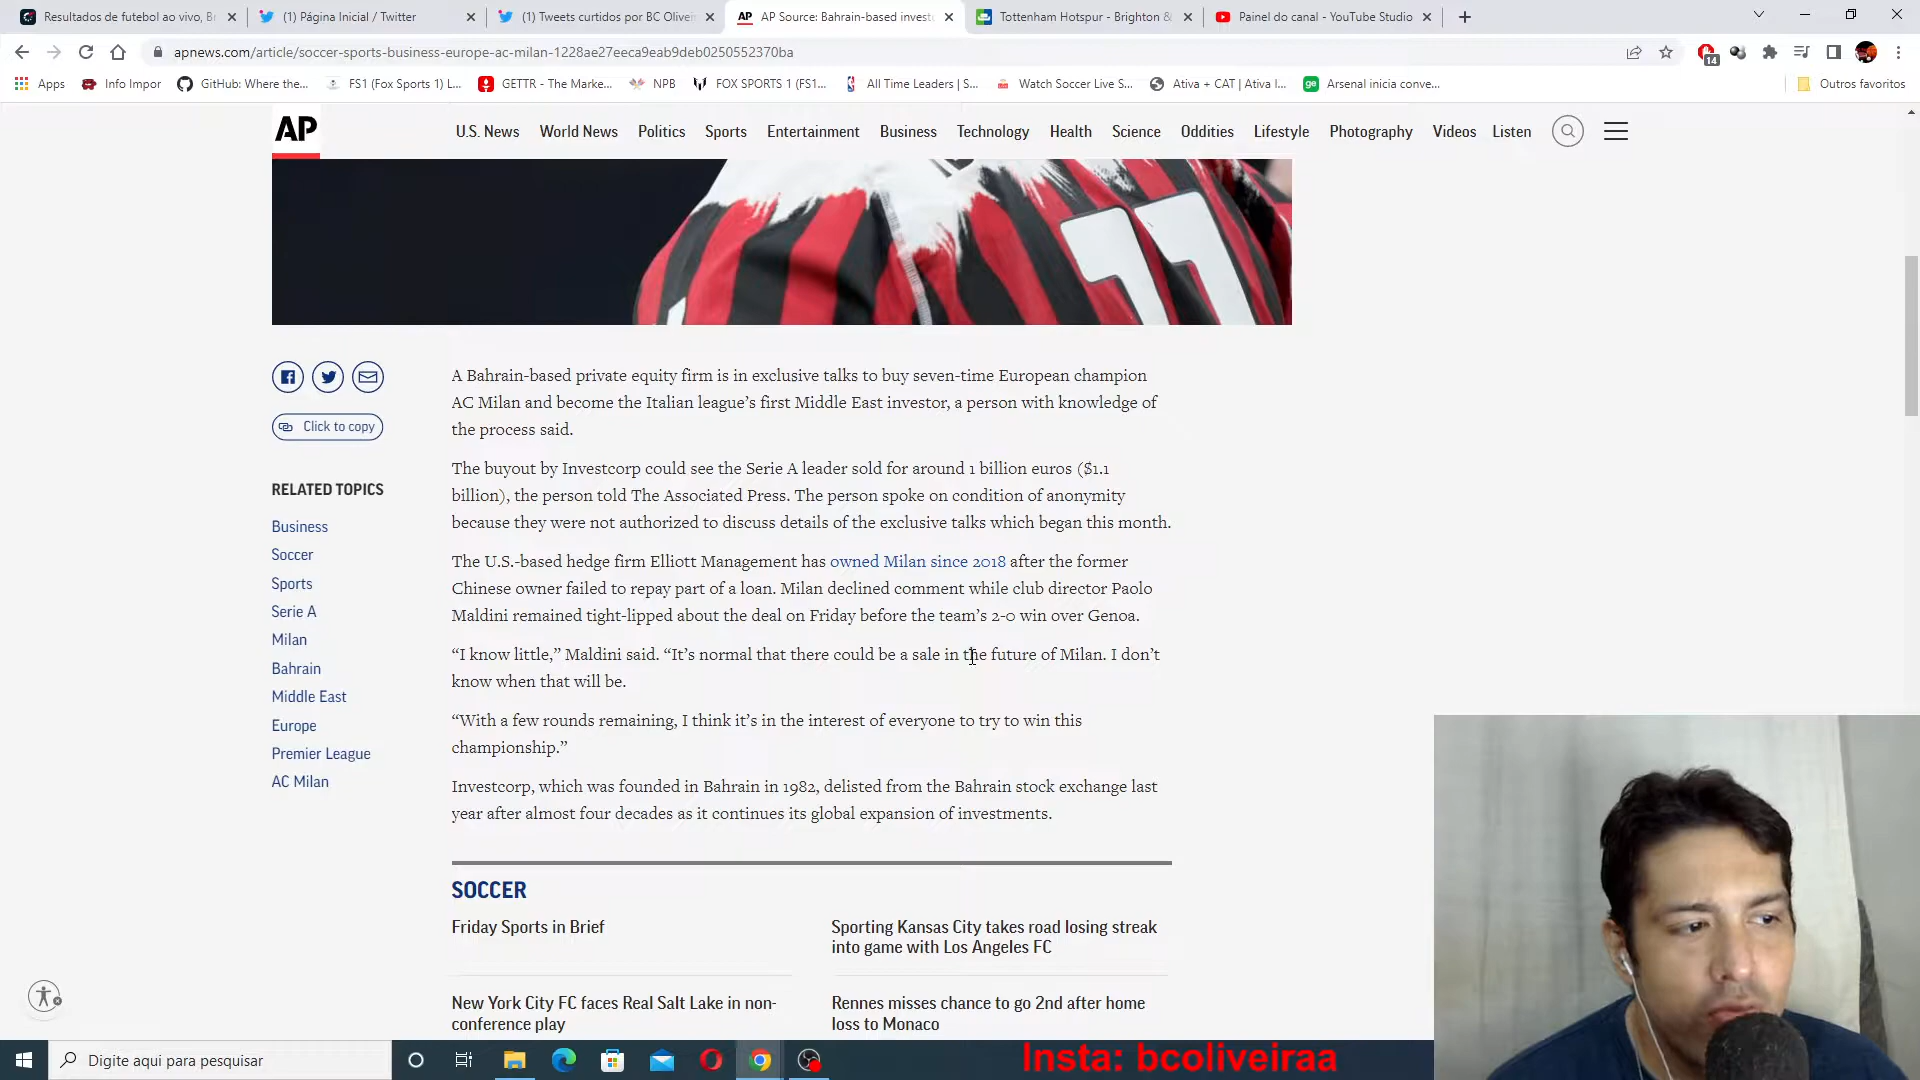 Resultados de futebol ao vivo, Br
(1) Página Inicial / Twitter
(1) Tweets curtidos por BC Olivei
AP Source: Bahrain-based invest
Tottenham Hotspur - Brighton &
Painel do canal - YouTube Studio
apnews.com/article/soccer-sports-business-europe-ac-milan-1228ae27eeca9eab9deb0250552370ba
14
Apps
Info Impor
GitHub: Where the...
FS1 (Fox Sports 1) L...
GETTR - The Marke...
NPB
FOX SPORTS 1 (FS1...
All Time Leaders | S...
Watch Soccer Live S...
Ativa + CAT | Ativa I...
Arsenal inicia conve...
Outros favoritos
AP
U.S. News
World News
Politics
Sports
Entertainment
Business
Technology
Health
Science
Oddities
Lifestyle
Photography
Videos
Listen
Click to copy
RELATED TOPICS
Business
Soccer
Sports
Serie A
Milan
Bahrain
Middle East
Europe
Premier League
AC Milan
A Bahrain-based private equity firm is in exclusive talks to buy seven-time European champion
AC Milan and become the Italian league’s first Middle East investor, a person with knowledge of
the process said.
The buyout by Investcorp could see the Serie A leader sold for around 1 billion euros ($1.1
billion), the person told The Associated Press. The person spoke on condition of anonymity
because they were not authorized to discuss details of the exclusive talks which began this month.
The U.S.-based hedge firm Elliott Management has owned Milan since 2018 after the former
Chinese owner failed to repay part of a loan. Milan declined comment while club director Paolo
Maldini remained tight-lipped about the deal on Friday before the team’s 2-0 win over Genoa.
“I know little,” Maldini said. “It’s normal that there could be a sale in the future of Milan. I don’t
know when that will be.
“With a few rounds remaining, I think it’s in the interest of everyone to try to win this
championship.”
Investcorp, which was founded in Bahrain in 1982, delisted from the Bahrain stock exchange last
year after almost four decades as it continues its global expansion of investments.
SOCCER
Friday Sports in Brief
Sporting Kansas City takes road losing streak
into game with Los Angeles FC
New York City FC faces Real Salt Lake in non-
conference play
Rennes misses chance to go 2nd after home
loss to Monaco
Digite aqui para pesquisar
Insta: bcoliveiraa